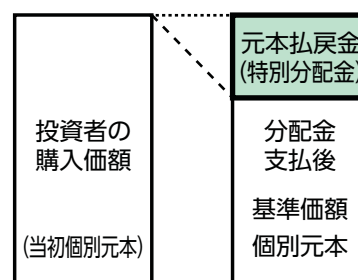 投資者の
購入価額
(当初個別元本)
元本払戻金
(特別分配金)
分配金
支払後
基準価額
個別元本